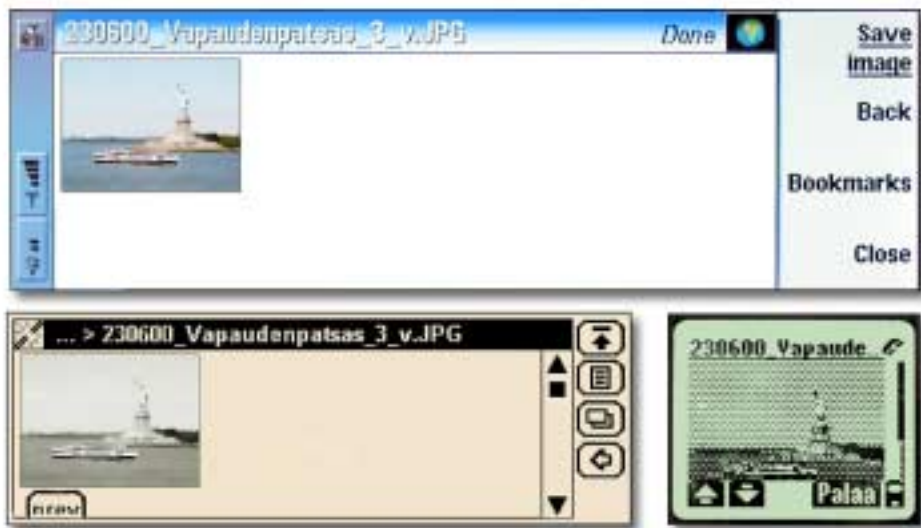 230600_Vapaudenpatsas_3_v.JPG
Done
Save
image
Back
Bookmarks
Close
... > 230600_Vapaudenpatsas_3_v.JPG
230600_Vapaude
Palaa